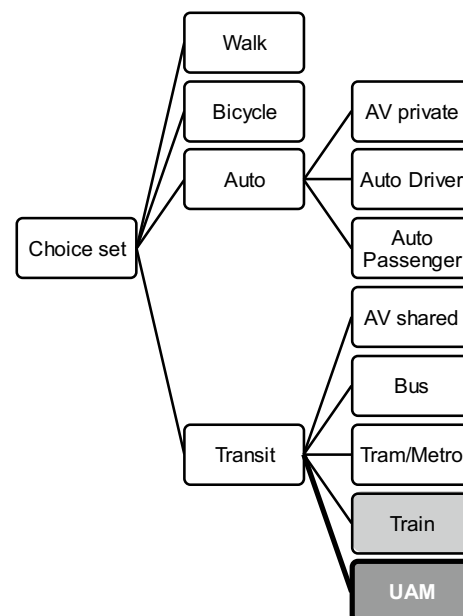 Walk
Bicycle
AV private
Auto
Auto Driver
Auto
Passenger
Choice set
AV shared
Bus
Transit
Tram/Metro
Train
UAM